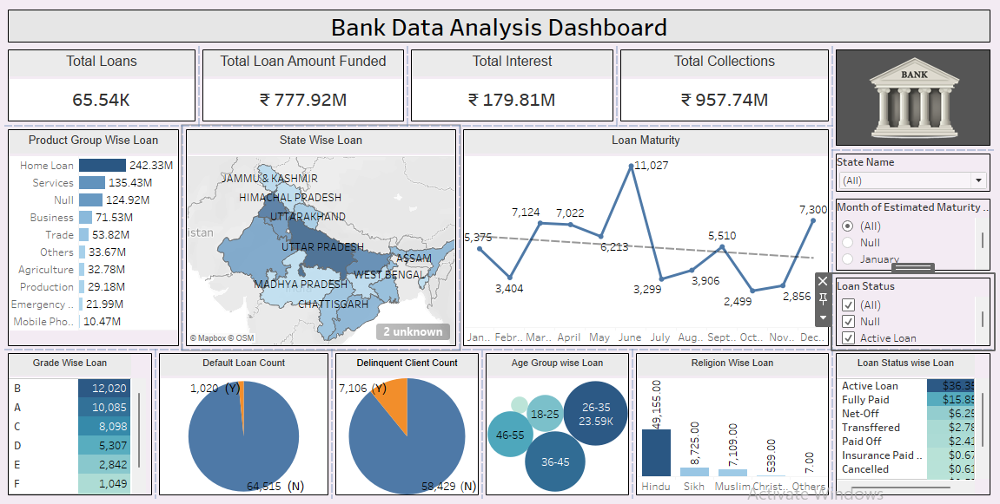 Bank Data Analysis Dashboard
Total Loans
65.54K
Total Loan Amount Funded
₹ 777.92M
Total Interest
₹ 179.81M
Total Collections
₹ 957.74M
BANK
Product Group Wise Loan
Home Loan 242.33M
Services 135.43M
Null 124.92M
Business 71.53M
Trade 53.82M
Others 33.67M
Agriculture 32.78M
Production 29.18M
Emergency .. 21.99M
Mobile Pho.. 10.47M
State Wise Loan
JAMMU & KASHMIR
HIMACHAL PRADESH
UTTARAKHAND
istan
UTTAR PRADESH
ASSAM
WEST BENGAL
MADHYA PRADESH
CHATTISGARH
2 unknown
© Mapbox © OSM
Loan Maturity
11,027
7,124
7,022
7,300
5,375
6,213
5,510
3,404
3,299
3,906
2,499
2,856
Jan.. Febr.. Mar.. April May June July Aug.. Sept.. Oct.. Nov.. Dec..
State Name
(All)
Month of Estimated Maturity ..
(All)
Null
January
Loan Status
(All)
Null
Active Loan
Grade Wise Loan
B 12,020
A 10,085
C 8,098
D 5,307
E 2,842
F 1,049
Default Loan Count
1,020 (Y)
64,515 (N)
Delinquent Client Count
7,106 (Y)
58,429 (N)
Age Group wise Loan
26-35
23.59K
18-25
46-55
36-45
Religion Wise Loan
49,155.00
8,725.00
7,109.00
539.00
7.00
Hindu Sikh Muslim Christ.. Others
Loan Status wise Loan
Active Loan $36.35
Fully Paid $15.85
Net-Off $6.25
Transffered $2.78
Paid Off $2.41
Insurance Paid .. $0.67
Cancelled $0.61
Activate Windows